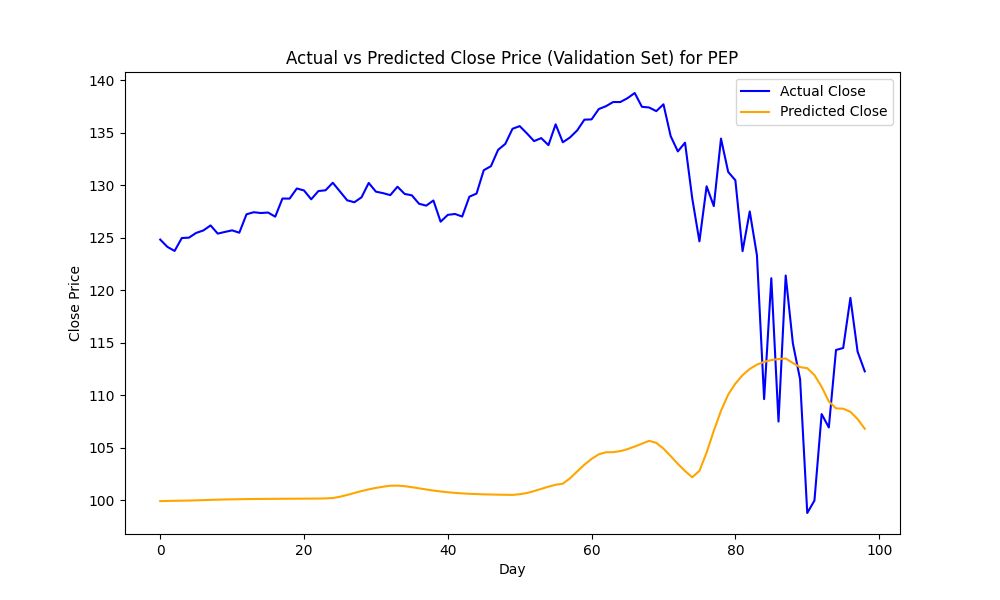 Actual vs Predicted Close Price (Validation Set) for PEP
Actual Close
Predicted Close
Close Price
140
135
130
125
120
115
110
105
100
0 20 40 60 80 100
Day